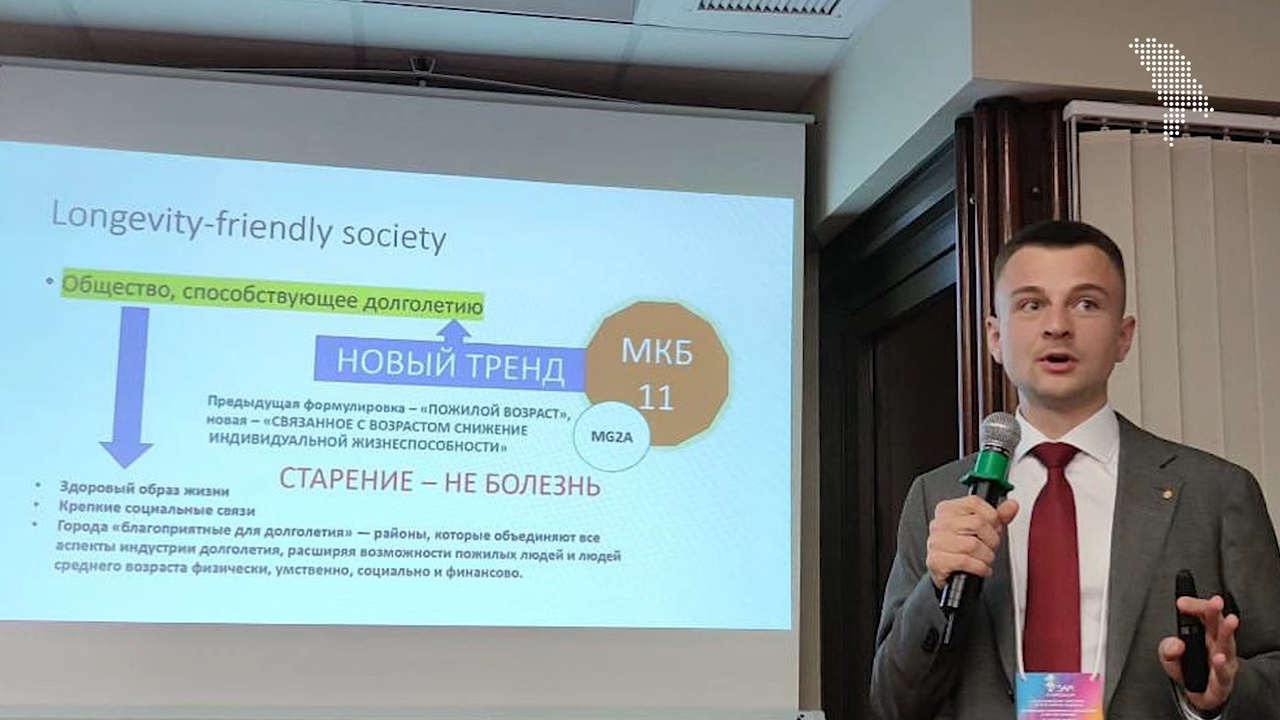 Longevity-friendly society
• Общество, способствующее долголетию
НОВЫЙ ТРЕНД
МКБ
11
MG2A
Предыдущая формулировка – «ПОЖИЛОЙ ВОЗРАСТ»,
новая – «СВЯЗАННОЕ С ВОЗРАСТОМ СНИЖЕНИЕ
ИНДИВИДУАЛЬНОЙ ЖИЗНЕСПОСОБНОСТИ»
СТАРЕНИЕ – НЕ БОЛЕЗНЬ
• Здоровый образ жизни
• Крепкие социальные связи
• Города «благоприятные для долголетия» — районы, которые объединяют все
аспекты индустрии долголетия, расширяя возможности пожилых людей и людей
среднего возраста физически, умственно, социально и финансово.